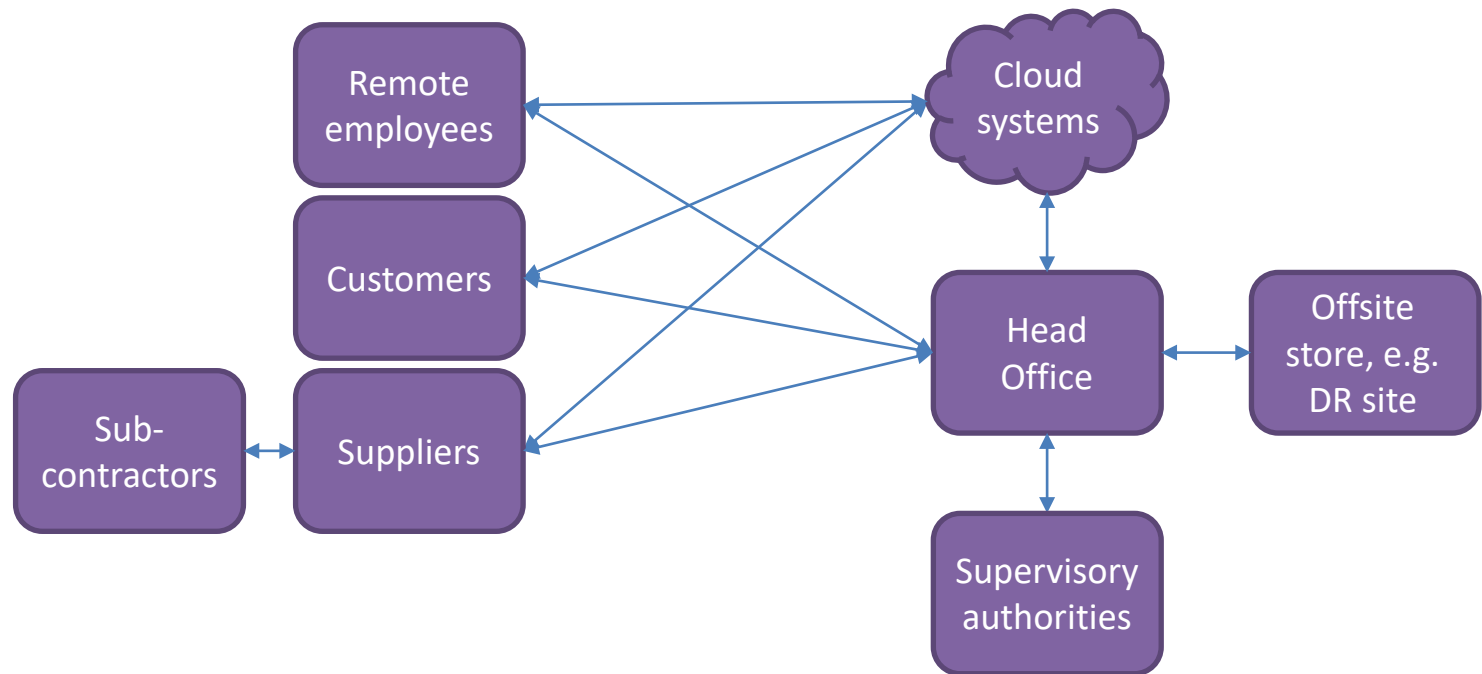 Remote
employees
Cloud
systems
Customers
Head
Office
Offsite
store, e.g.
DR site
Sub-
contractors
Suppliers
Supervisory
authorities